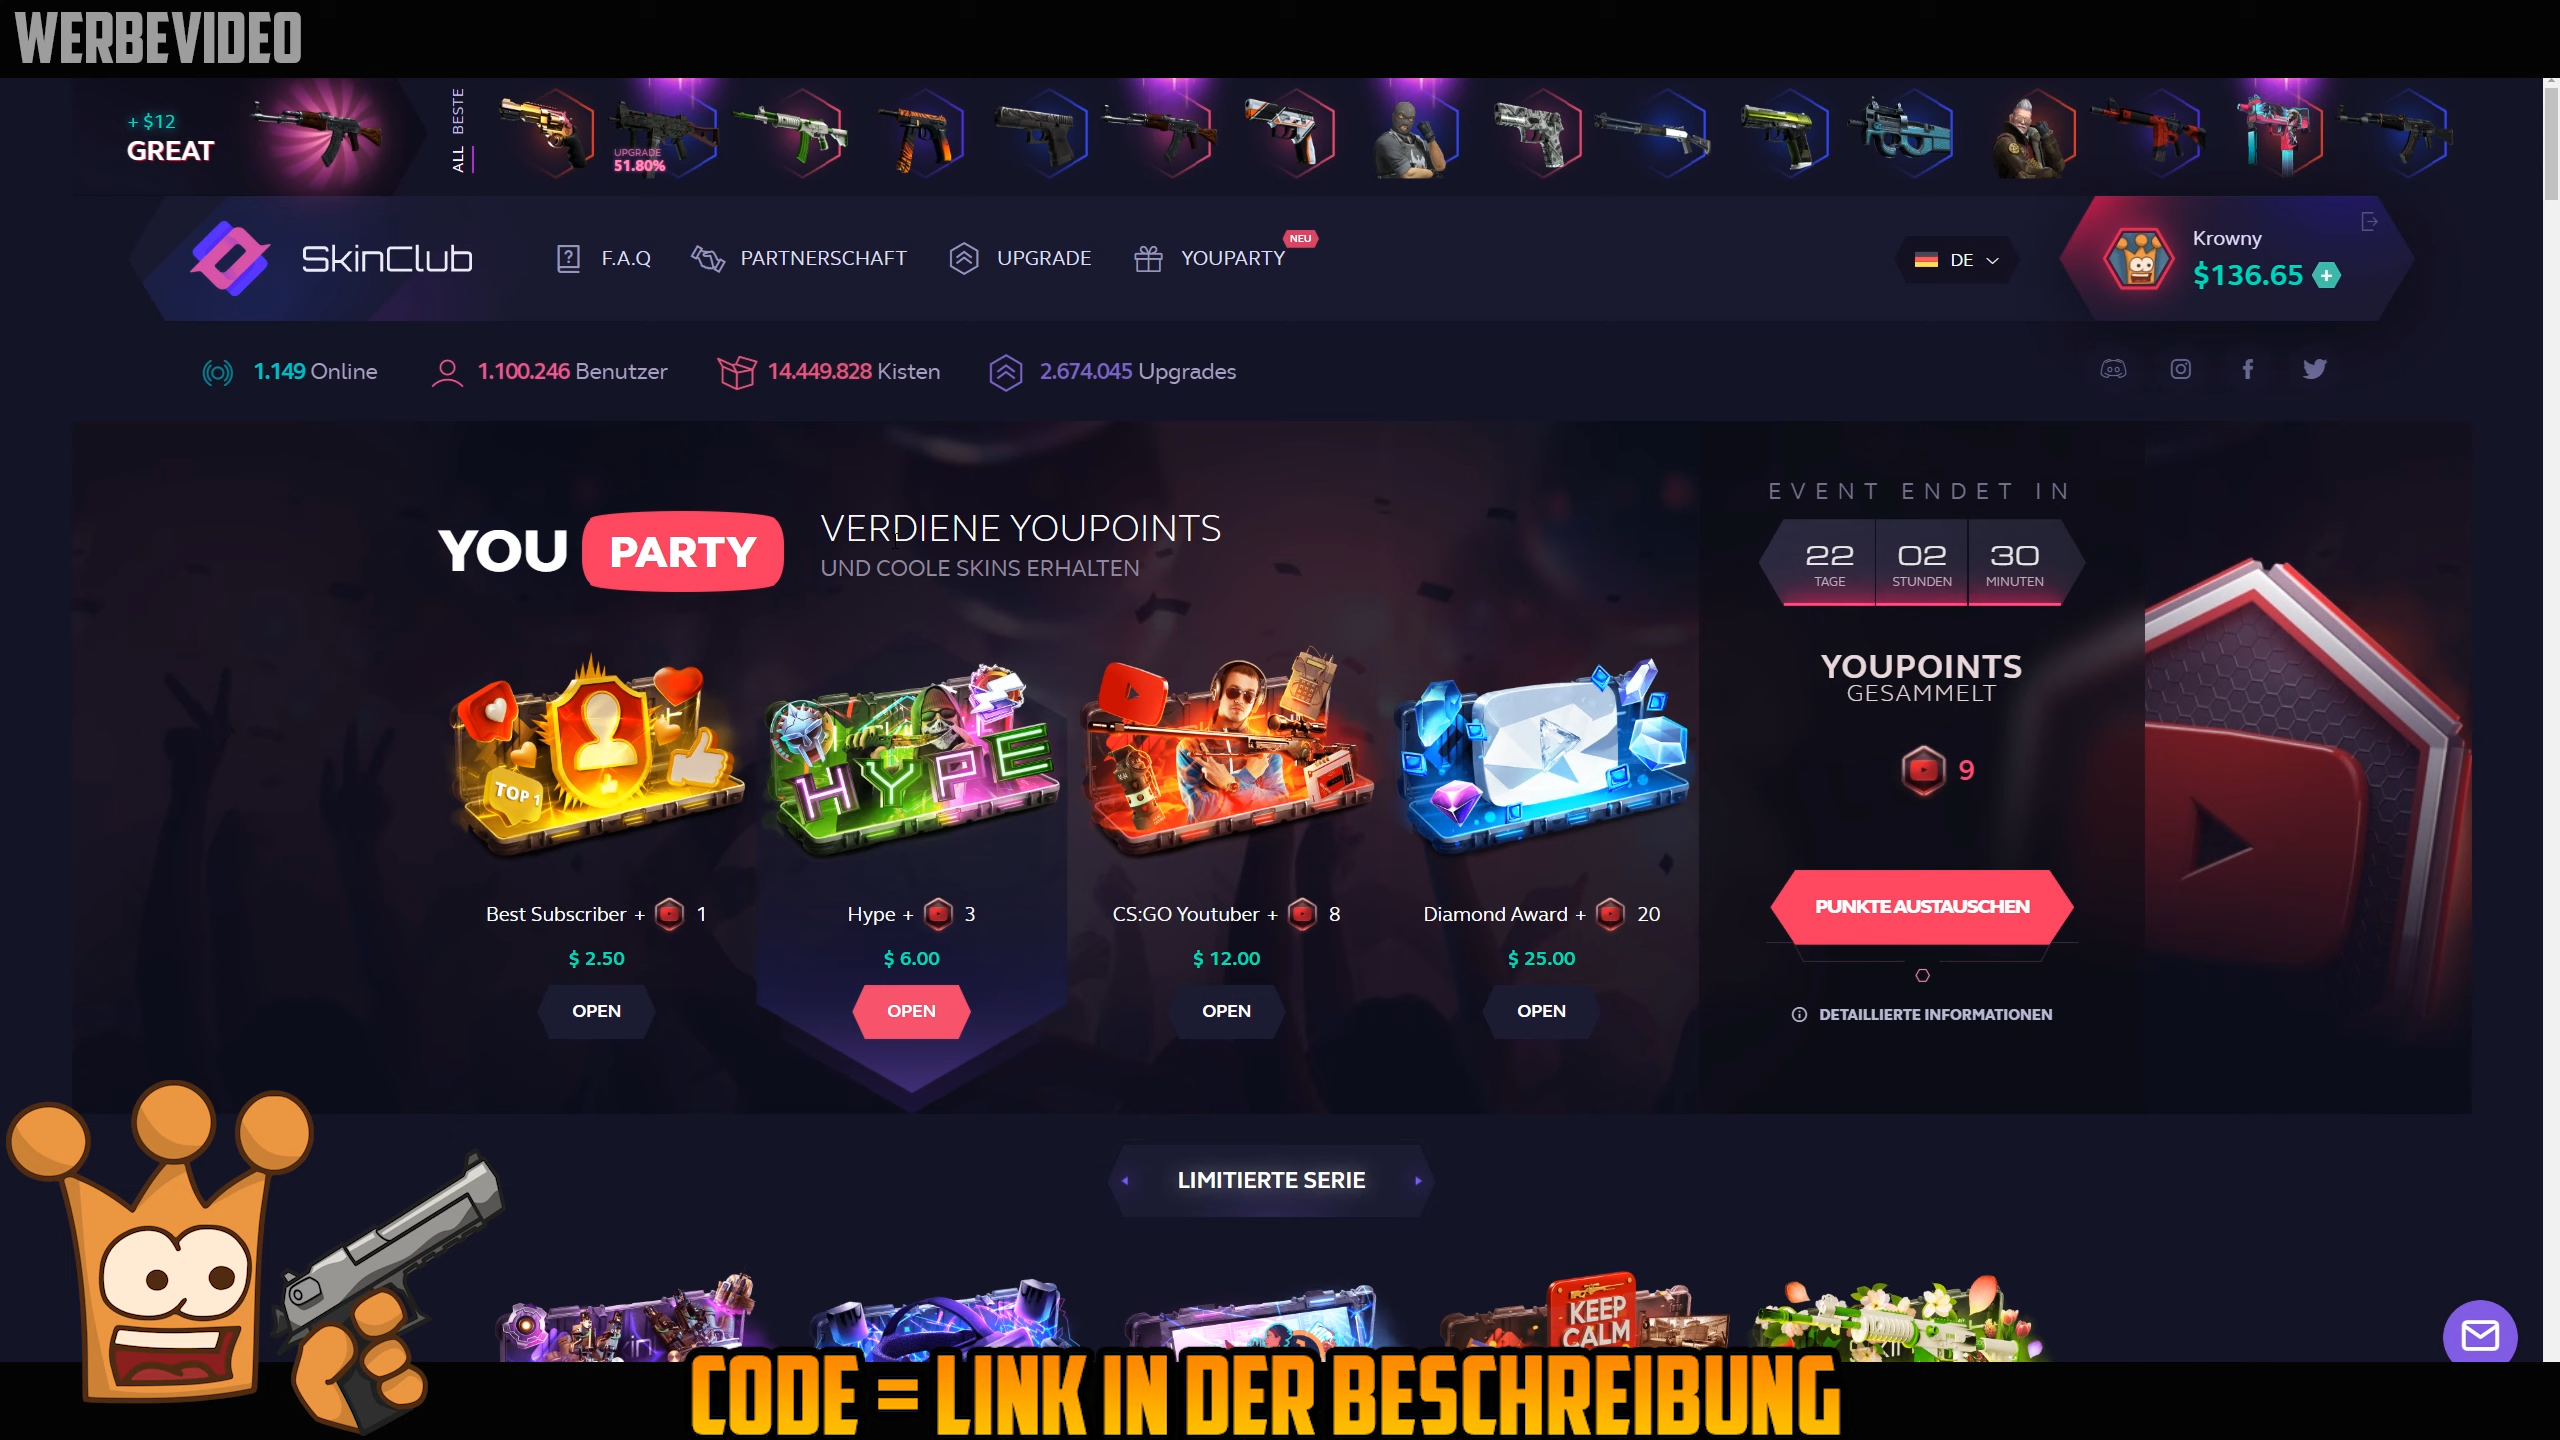 WERBEVIDEO
+ $12
GREAT
ALL BESTE
UPGRADE
51.80%
SkinClub
F.A.Q
PARTNERSCHAFT
UPGRADE
YOUPARTY
NEU
DE
Krowny
$136.65
1.149 Online
1.100.246 Benutzer
14.449.828 Kisten
2.674.045 Upgrades
YOU PARTY
VERDIENE YOUPOINTS
UND COOLE SKINS ERHALTEN
EVENT ENDET IN
22 02 30
TAGE STUNDEN MINUTEN
YOUPOINTS
GESAMMELT
9
TOP 1
HYPE
Best Subscriber + 1
Hype + 3
CS:GO Youtuber + 8
Diamond Award + 20
$ 2.50
$ 6.00
$ 12.00
$ 25.00
OPEN
OPEN
OPEN
OPEN
PUNKTE AUSTAUSCHEN
DETAILLIERTE INFORMATIONEN
LIMITIERTE SERIE
KEEP
CALM
CODE = LINK IN DER BESCHREIBUNG